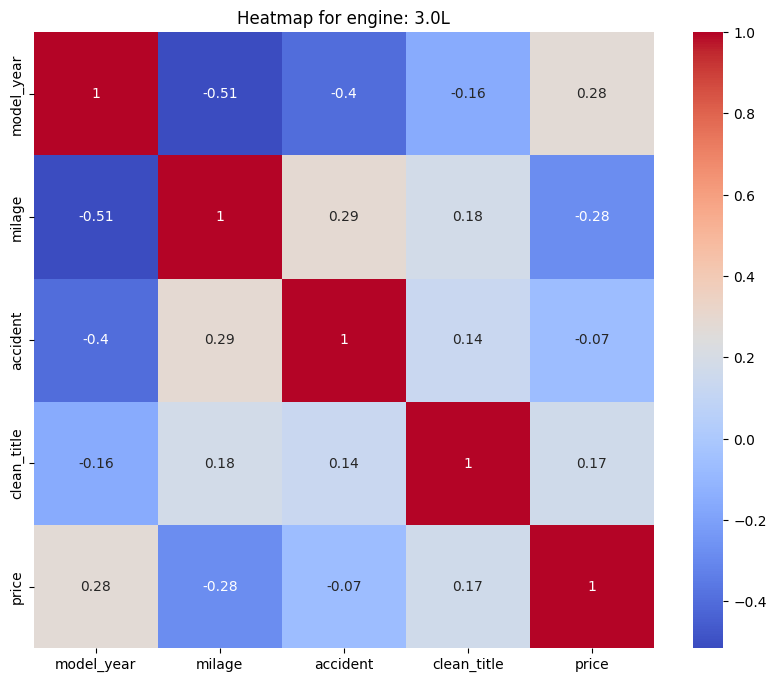 Heatmap for engine: 3.0L
model_year 1 -0.51 -0.4 -0.16 0.28
milage -0.51 1 0.29 0.18 -0.28
accident -0.4 0.29 1 0.14 -0.07
clean_title -0.16 0.18 0.14 1 0.17
price 0.28 -0.28 -0.07 0.17 1
model_year milage accident clean_title price
1.0
0.8
0.6
0.4
0.2
0.0
−0.2
−0.4